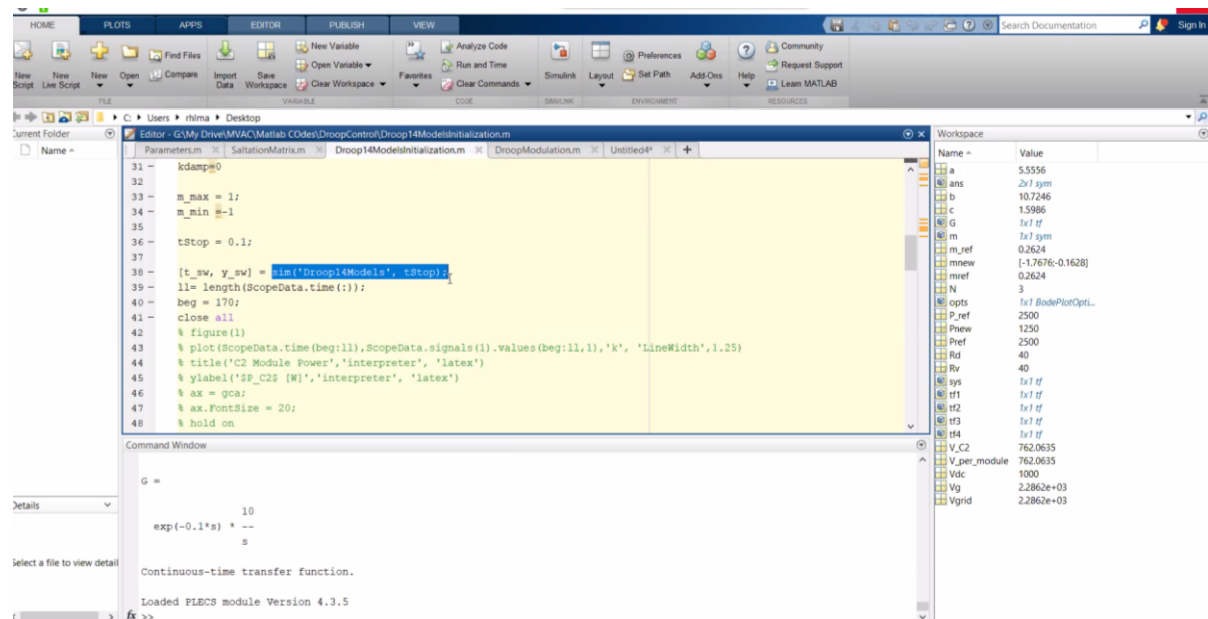 HOME PLOTS APPS EDITOR PUBLISH VIEW
Search Documentation
Sign In
New Script
New Live Script
New
Open
Find Files
Compare
Import Data
Save Workspace
New Variable
Open Variable
Clear Workspace
Favorites
Analyze Code
Run and Time
Clear Commands
Simulink
Layout
Preferences
Set Path
Add-Ons
Help
Community
Request Support
Learn MATLAB
FILE VARIABLE CODE SIMULINK ENVIRONMENT RESOURCES
C: Users rhima Desktop
Current Folder
Name
Editor - G:\My Drive\MVAC\Matlab COdes\DroopControl\Droop14ModelsInitialization.m
Parameters.m SaltationMatrix.m Droop14ModelsInitialization.m DroopModulation.m Untitled4* +
31 - kdamp=0
32
33 - m_max = 1;
34 - m_min =-1
35
36 - tStop = 0.1;
37
38 - [t_sw, y_sw] = sim('Droop14Models', tStop);
39 - ll= length(ScopeData.time(:));
40 - beg = 170;
41 - close all
42 % figure(1)
43 % plot(ScopeData.time(beg:ll),ScopeData.signals(1).values(beg:ll,1),'k', 'LineWidth',1.25)
44 % title('C2 Module Power','interpreter', 'latex')
45 % ylabel('$P_C2$ [W]','interpreter', 'latex')
46 % ax = gca;
47 % ax.FontSize = 20;
48 % hold on
Command Window
G =
10
exp(-0.1*s) * --
s
Continuous-time transfer function.
Loaded PLECS module Version 4.3.5
fx >>
Details
Select a file to view detail
Workspace
Name Value
a 5.5556
ans 2x1 sym
b 10.7246
c 1.5986
G 1x1 tf
m 1x1 sym
m_ref 0.2624
mnew [-1.7676;-0.1628]
mref 0.2624
N 3
opts 1x1 BodePlotOpti...
P_ref 2500
Pnew 1250
Pref 2500
Rd 40
Rv 40
sys 1x1 tf
tf1 1x1 tf
tf2 1x1 tf
tf3 1x1 tf
tf4 1x1 tf
V_C2 762.0635
V_per_module 762.0635
Vdc 1000
Vg 2.2862e+03
Vgrid 2.2862e+03